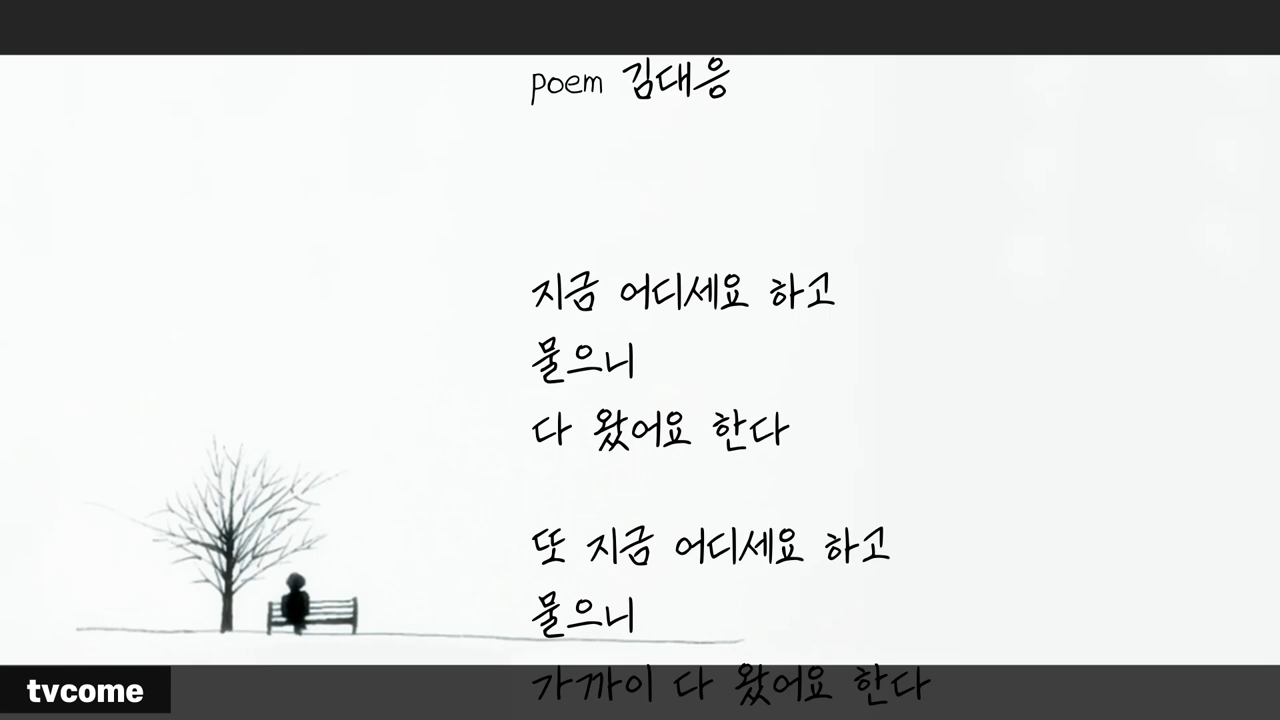 poem 김대응
지금 어디세요 하고
물으니
다 왔어요 한다
또 지금 어디세요 하고
물으니
가까이 다 왔어요 한다
tvcome